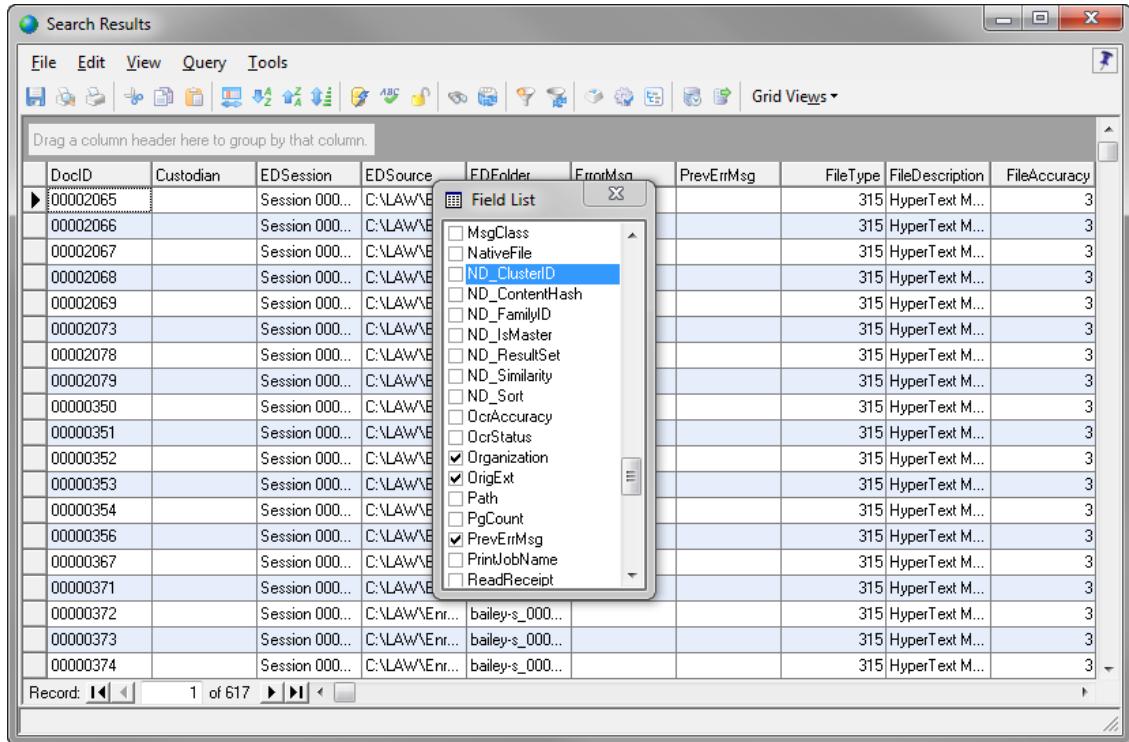 Search Results
File Edit View Query Tools
Grid Views
Drag a column header here to group by that column.
DocID Custodian EDSession EDSource EDFolder ErrorMsg PrevErrMsg FileType FileDescription FileAccuracy
00002065 Session 000... C:\LAW\E 315 HyperText M... 3
00002066 Session 000... C:\LAW\E 315 HyperText M... 3
00002067 Session 000... C:\LAW\E 315 HyperText M... 3
00002068 Session 000... C:\LAW\E 315 HyperText M... 3
00002069 Session 000... C:\LAW\E 315 HyperText M... 3
00002073 Session 000... C:\LAW\E 315 HyperText M... 3
00002078 Session 000... C:\LAW\E 315 HyperText M... 3
00002079 Session 000... C:\LAW\E 315 HyperText M... 3
00000350 Session 000... C:\LAW\E 315 HyperText M... 3
00000351 Session 000... C:\LAW\E 315 HyperText M... 3
00000352 Session 000... C:\LAW\E 315 HyperText M... 3
00000353 Session 000... C:\LAW\E 315 HyperText M... 3
00000354 Session 000... C:\LAW\E 315 HyperText M... 3
00000356 Session 000... C:\LAW\E 315 HyperText M... 3
00000367 Session 000... C:\LAW\E 315 HyperText M... 3
00000371 Session 000... C:\LAW\E 315 HyperText M... 3
00000372 Session 000... C:\LAW\Enr... bailey-s_000... 315 HyperText M... 3
00000373 Session 000... C:\LAW\Enr... bailey-s_000... 315 HyperText M... 3
00000374 Session 000... C:\LAW\Enr... bailey-s_000... 315 HyperText M... 3
Field List
MsgClass
NativeFile
ND_ClusterID
ND_ContentHash
ND_FamilyID
ND_IsMaster
ND_ResultSet
ND_Similarity
ND_Sort
OcrAccuracy
OcrStatus
Organization
OrigExt
Path
PgCount
PrevErrMsg
PrintJobName
ReadReceipt
Record: 1 of 617